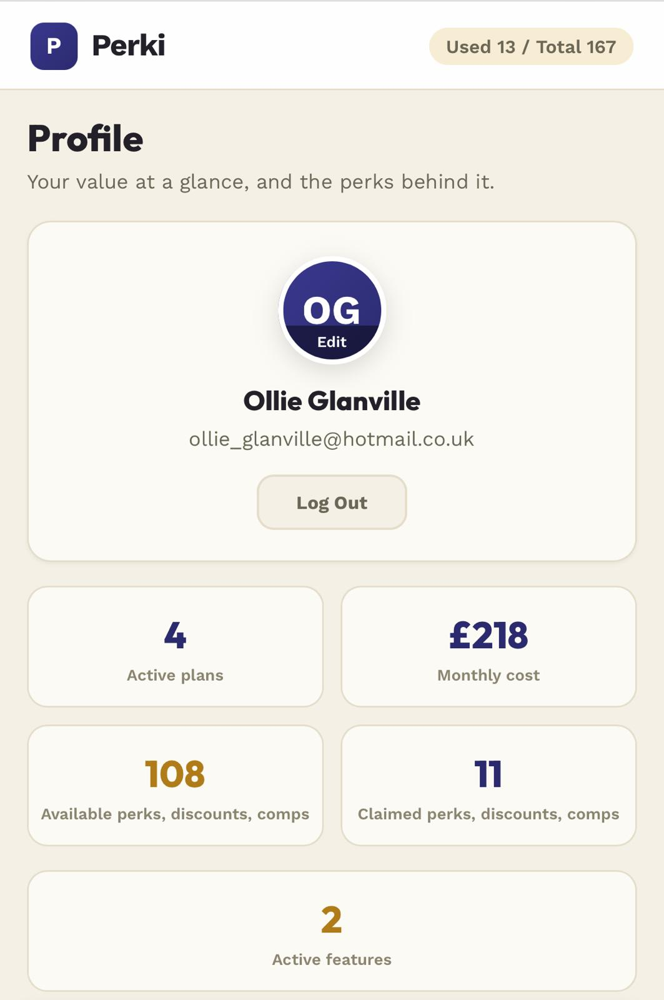 P
Perki
Used 13 / Total 167
Profile
Your value at a glance, and the perks behind it.
OG
Edit
Ollie Glanville
ollie_glanville@hotmail.co.uk
Log Out
4
Active plans
£218
Monthly cost
108
Available perks, discounts, comps
11
Claimed perks, discounts, comps
2
Active features